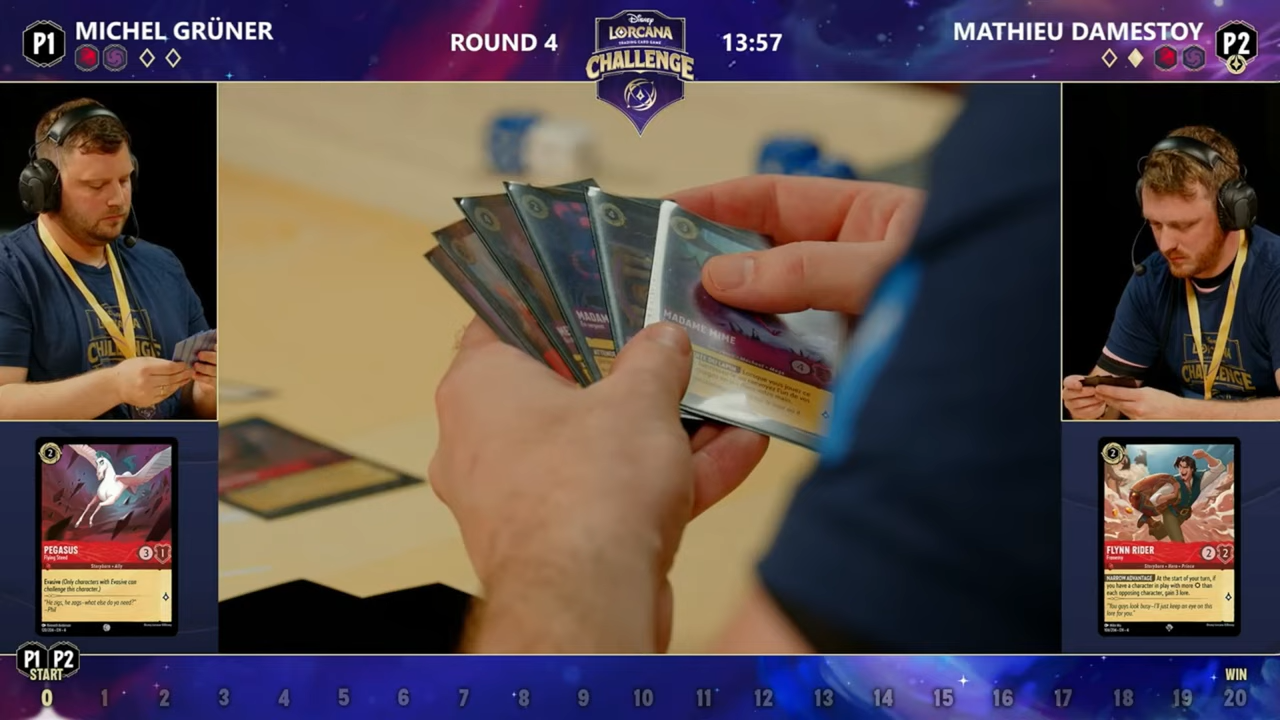 P1
MICHEL GRÜNER
ROUND 4
Disney
LORCANA
TRADING CARD GAME
CHALLENGE
13:57
MATHIEU DAMESTOY
P2
MADAM
MADAME MIME
CHALLENGE
LORCANA
CHALLENGE
2
PEGASUS
Flying Steed
3
1
Storyborn • Ally
Evasive (Only characters with Evasive can
challenge this character.)
"He zigs, he zags—what else do ya need?"
—Phil
2
FLYNN RIDER
2
2
Storyborn • Hero • Prince
NARROW ADVANTAGE At the start of your turn, if
you have a character in play with more than
each opposing character, gain 3 lore.
"You guys look busy—I'll just keep an eye on this
lore for you."
P1 P2
START
WIN
0 1 2 3 4 5 6 7 8 9 10 11 12 13 14 15 16 17 18 19 20